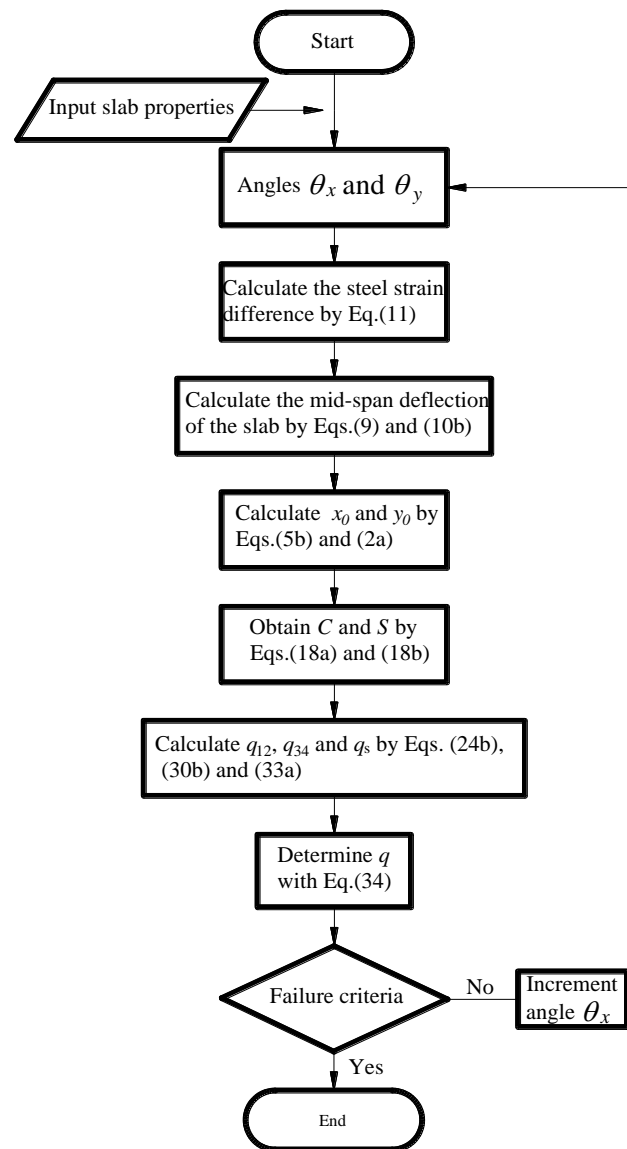 Start
Input slab properties
Angles θx and θy
Calculate the steel strain
difference by Eq.(11)
Calculate the mid-span deflection
of the slab by Eqs.(9) and (10b)
Calculate x0 and y0 by
Eqs.(5b) and (2a)
Obtain C and S by
Eqs.(18a) and (18b)
Calculate q12, q34 and qs by Eqs. (24b),
(30b) and (33a)
Determine q
with Eq.(34)
Failure criteria
No
Increment
angle θx
Yes
End